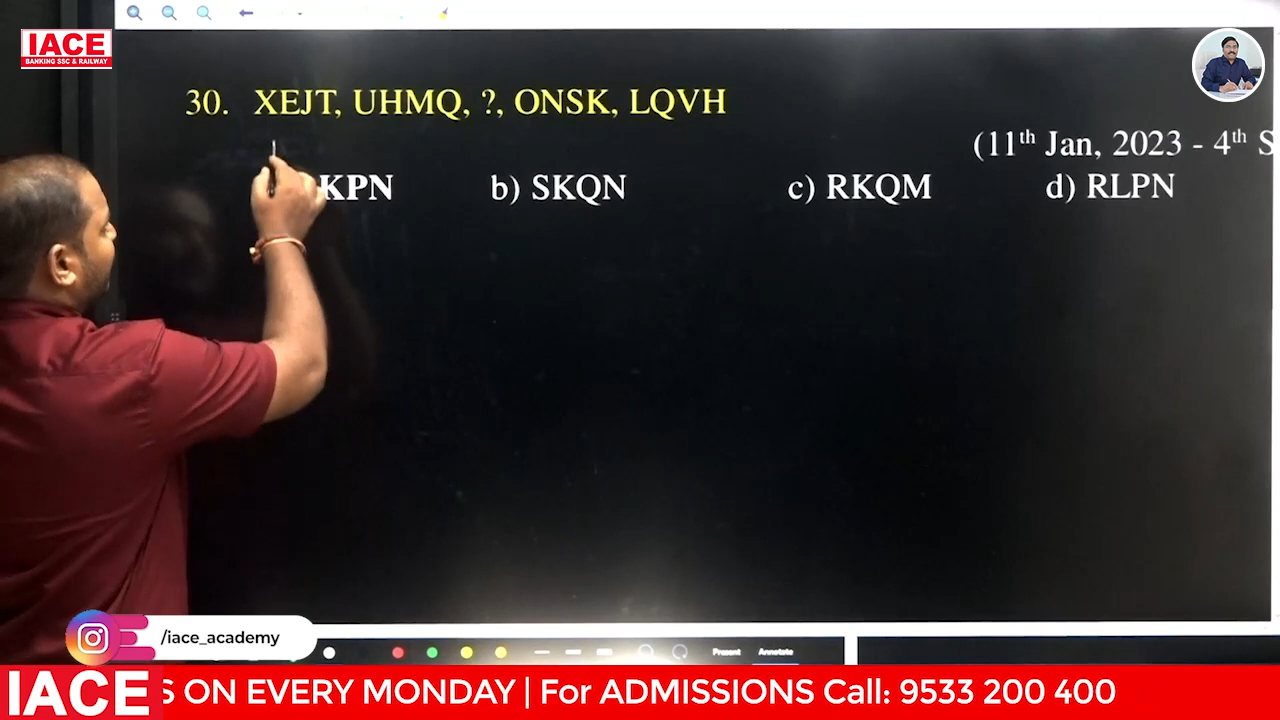 IACE
BANKING SSC & RAILWAY
30. XEJT, UHMQ, ?, ONSK, LQVH
(11th Jan, 2023 - 4th S
KPN b) SKQN c) RKQM d) RLPN
/iace_academy
Present Annotate
IACE S ON EVERY MONDAY | For ADMISSIONS Call: 9533 200 400